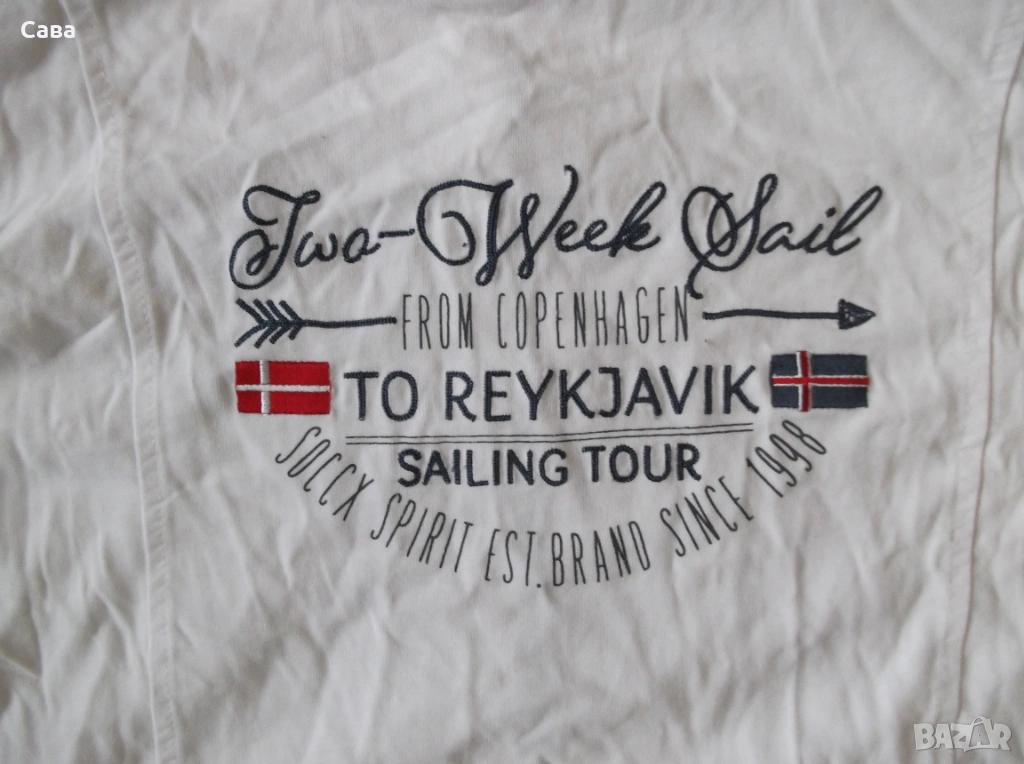 Сава
Two-Week Sail
FROM COPENHAGEN
TO REYKJAVIK
SAILING TOUR
SOCCX SPIRIT EST. BRAND SINCE 1998
BAZAR